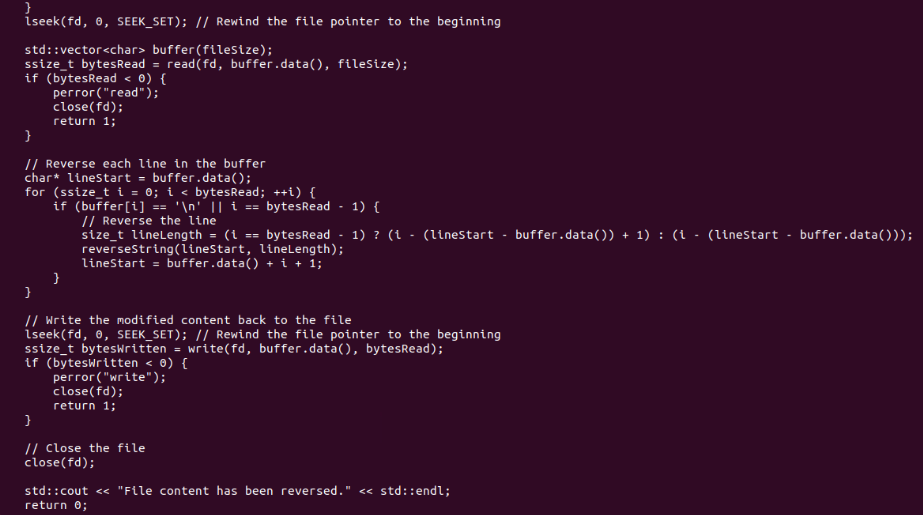 }
lseek(fd, 0, SEEK_SET); // Rewind the file pointer to the beginning
std::vector<char> buffer(fileSize);
ssize_t bytesRead = read(fd, buffer.data(), fileSize);
if (bytesRead < 0) {
perror("read");
close(fd);
return 1;
}
// Reverse each line in the buffer
char* lineStart = buffer.data();
for (ssize_t i = 0; i < bytesRead; ++i) {
if (buffer[i] == '\n' || i == bytesRead - 1) {
// Reverse the line
size_t lineLength = (i == bytesRead - 1) ? (i - (lineStart - buffer.data()) + 1) : (i - (lineStart - buffer.data()));
reverseString(lineStart, lineLength);
lineStart = buffer.data() + i + 1;
}
}
// Write the modified content back to the file
lseek(fd, 0, SEEK_SET); // Rewind the file pointer to the beginning
ssize_t bytesWritten = write(fd, buffer.data(), bytesRead);
if (bytesWritten < 0) {
perror("write");
close(fd);
return 1;
}
// Close the file
close(fd);
std::cout << "File content has been reversed." << std::endl;
return 0;